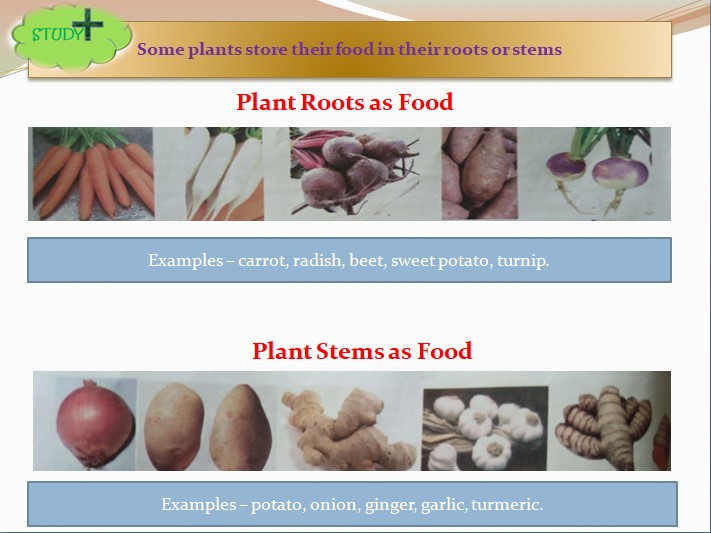 STUDY+
Some plants store their food in their roots or stems
Plant Roots as Food
Examples – carrot, radish, beet, sweet potato, turnip.
Plant Stems as Food
Examples – potato, onion, ginger, garlic, turmeric.